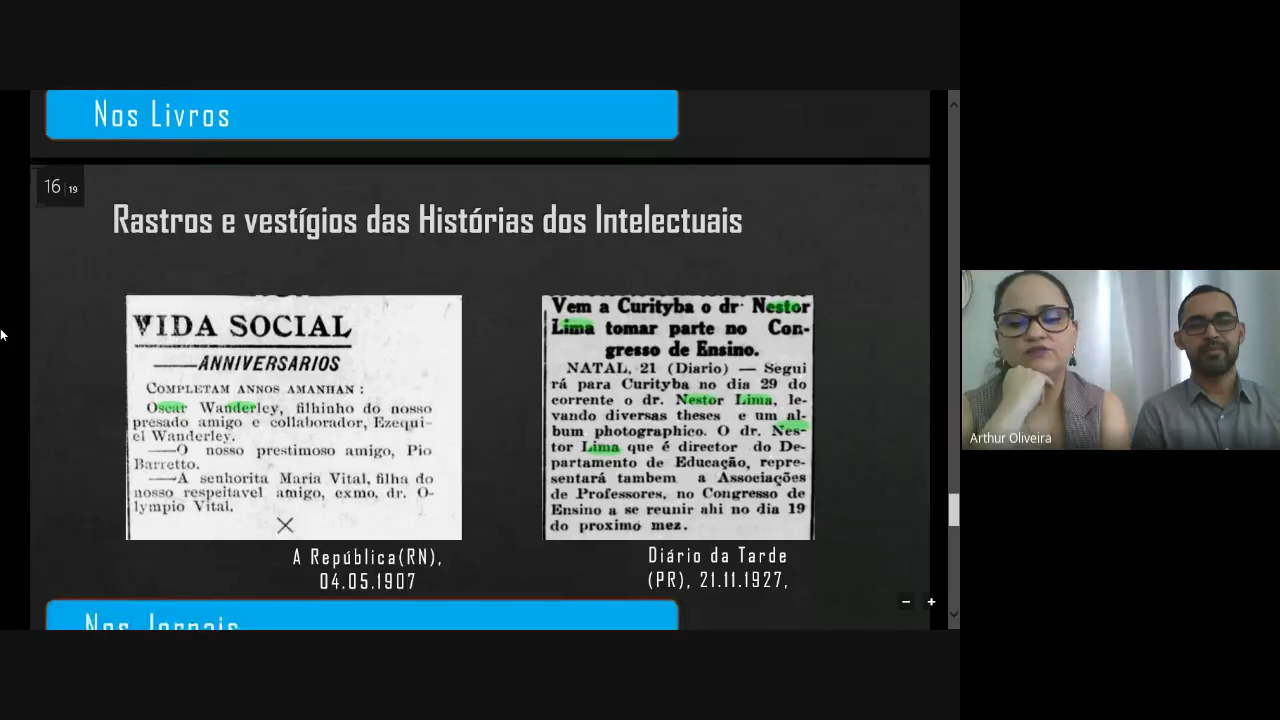 Nos Livros
16 | 19
Rastros e vestígios das Histórias dos Intelectuais
VIDA SOCIAL
——ANNIVERSARIOS
COMPLETAM ANNOS AMANHAN :
Oscar Wanderley, filhinho do nosso
presado amigo e collaborador, Ezequi-
el Wanderley.
——O nosso prestimoso amigo, Pio
Barretto.
——A senhorita Maria Vital, filha do
nosso respeitavel amigo, exmo. dr. O-
lympio Vital.
A República(RN),
04.05.1907
Vem a Curityba o dr· Nestor
Lima tomar parte no Con-
gresso de Ensino.
NATAL, 21 (Diario) — Segui
rá para Curityba no dia 29 do
corrente o dr. Nestor Lima, le-
vando diversas theses e um al-
bum photographico. O dr. Nes-
tor Lima que é director do De-
partamento de Educação, repre-
sentará tambem a Associações
de Professores, no Congresso de
Ensino a se reunir ahi no dia 19
do proximo mez.
Diário da Tarde
(PR), 21.11.1927,
Nos Jornais
Arthur Oliveira